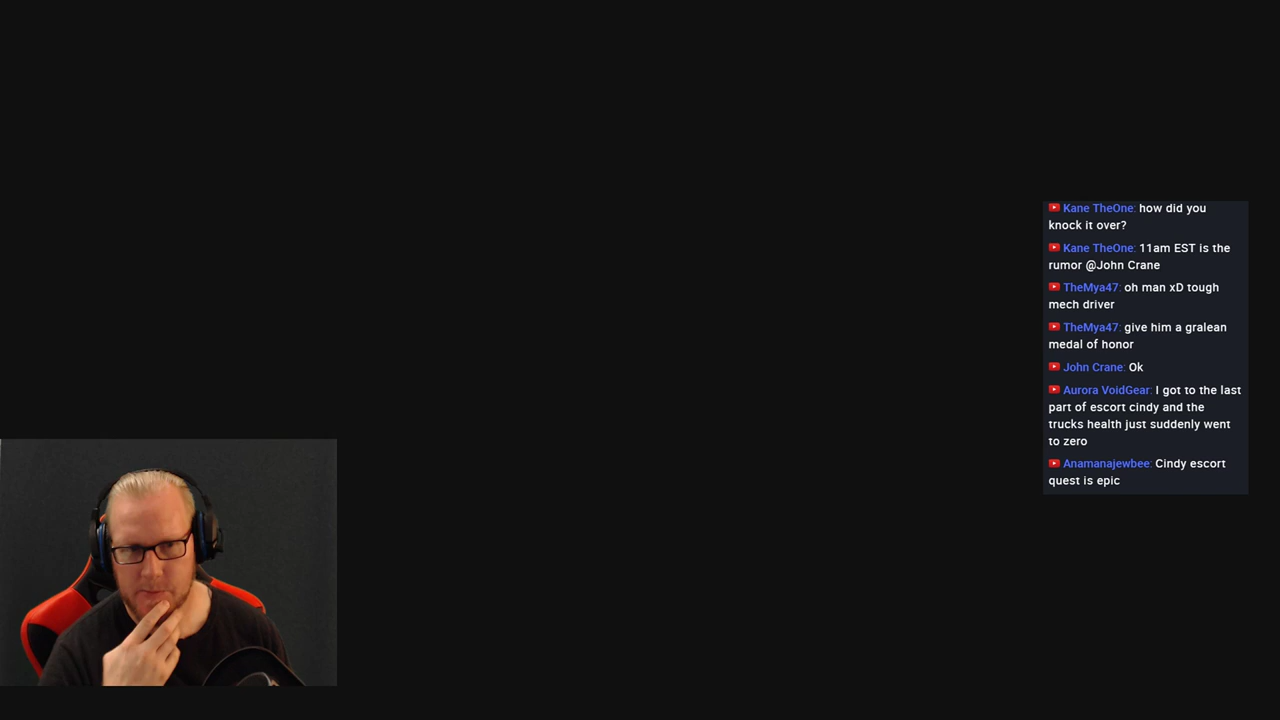 Kane TheOne: how did you
knock it over?
Kane TheOne: 11am EST is the
rumor @John Crane
TheMya47: oh man xD tough
mech driver
TheMya47: give him a gralean
medal of honor
John Crane: Ok
Aurora VoidGear: I got to the last
part of escort cindy and the
trucks health just suddenly went
to zero
Anamanajewbee: Cindy escort
quest is epic